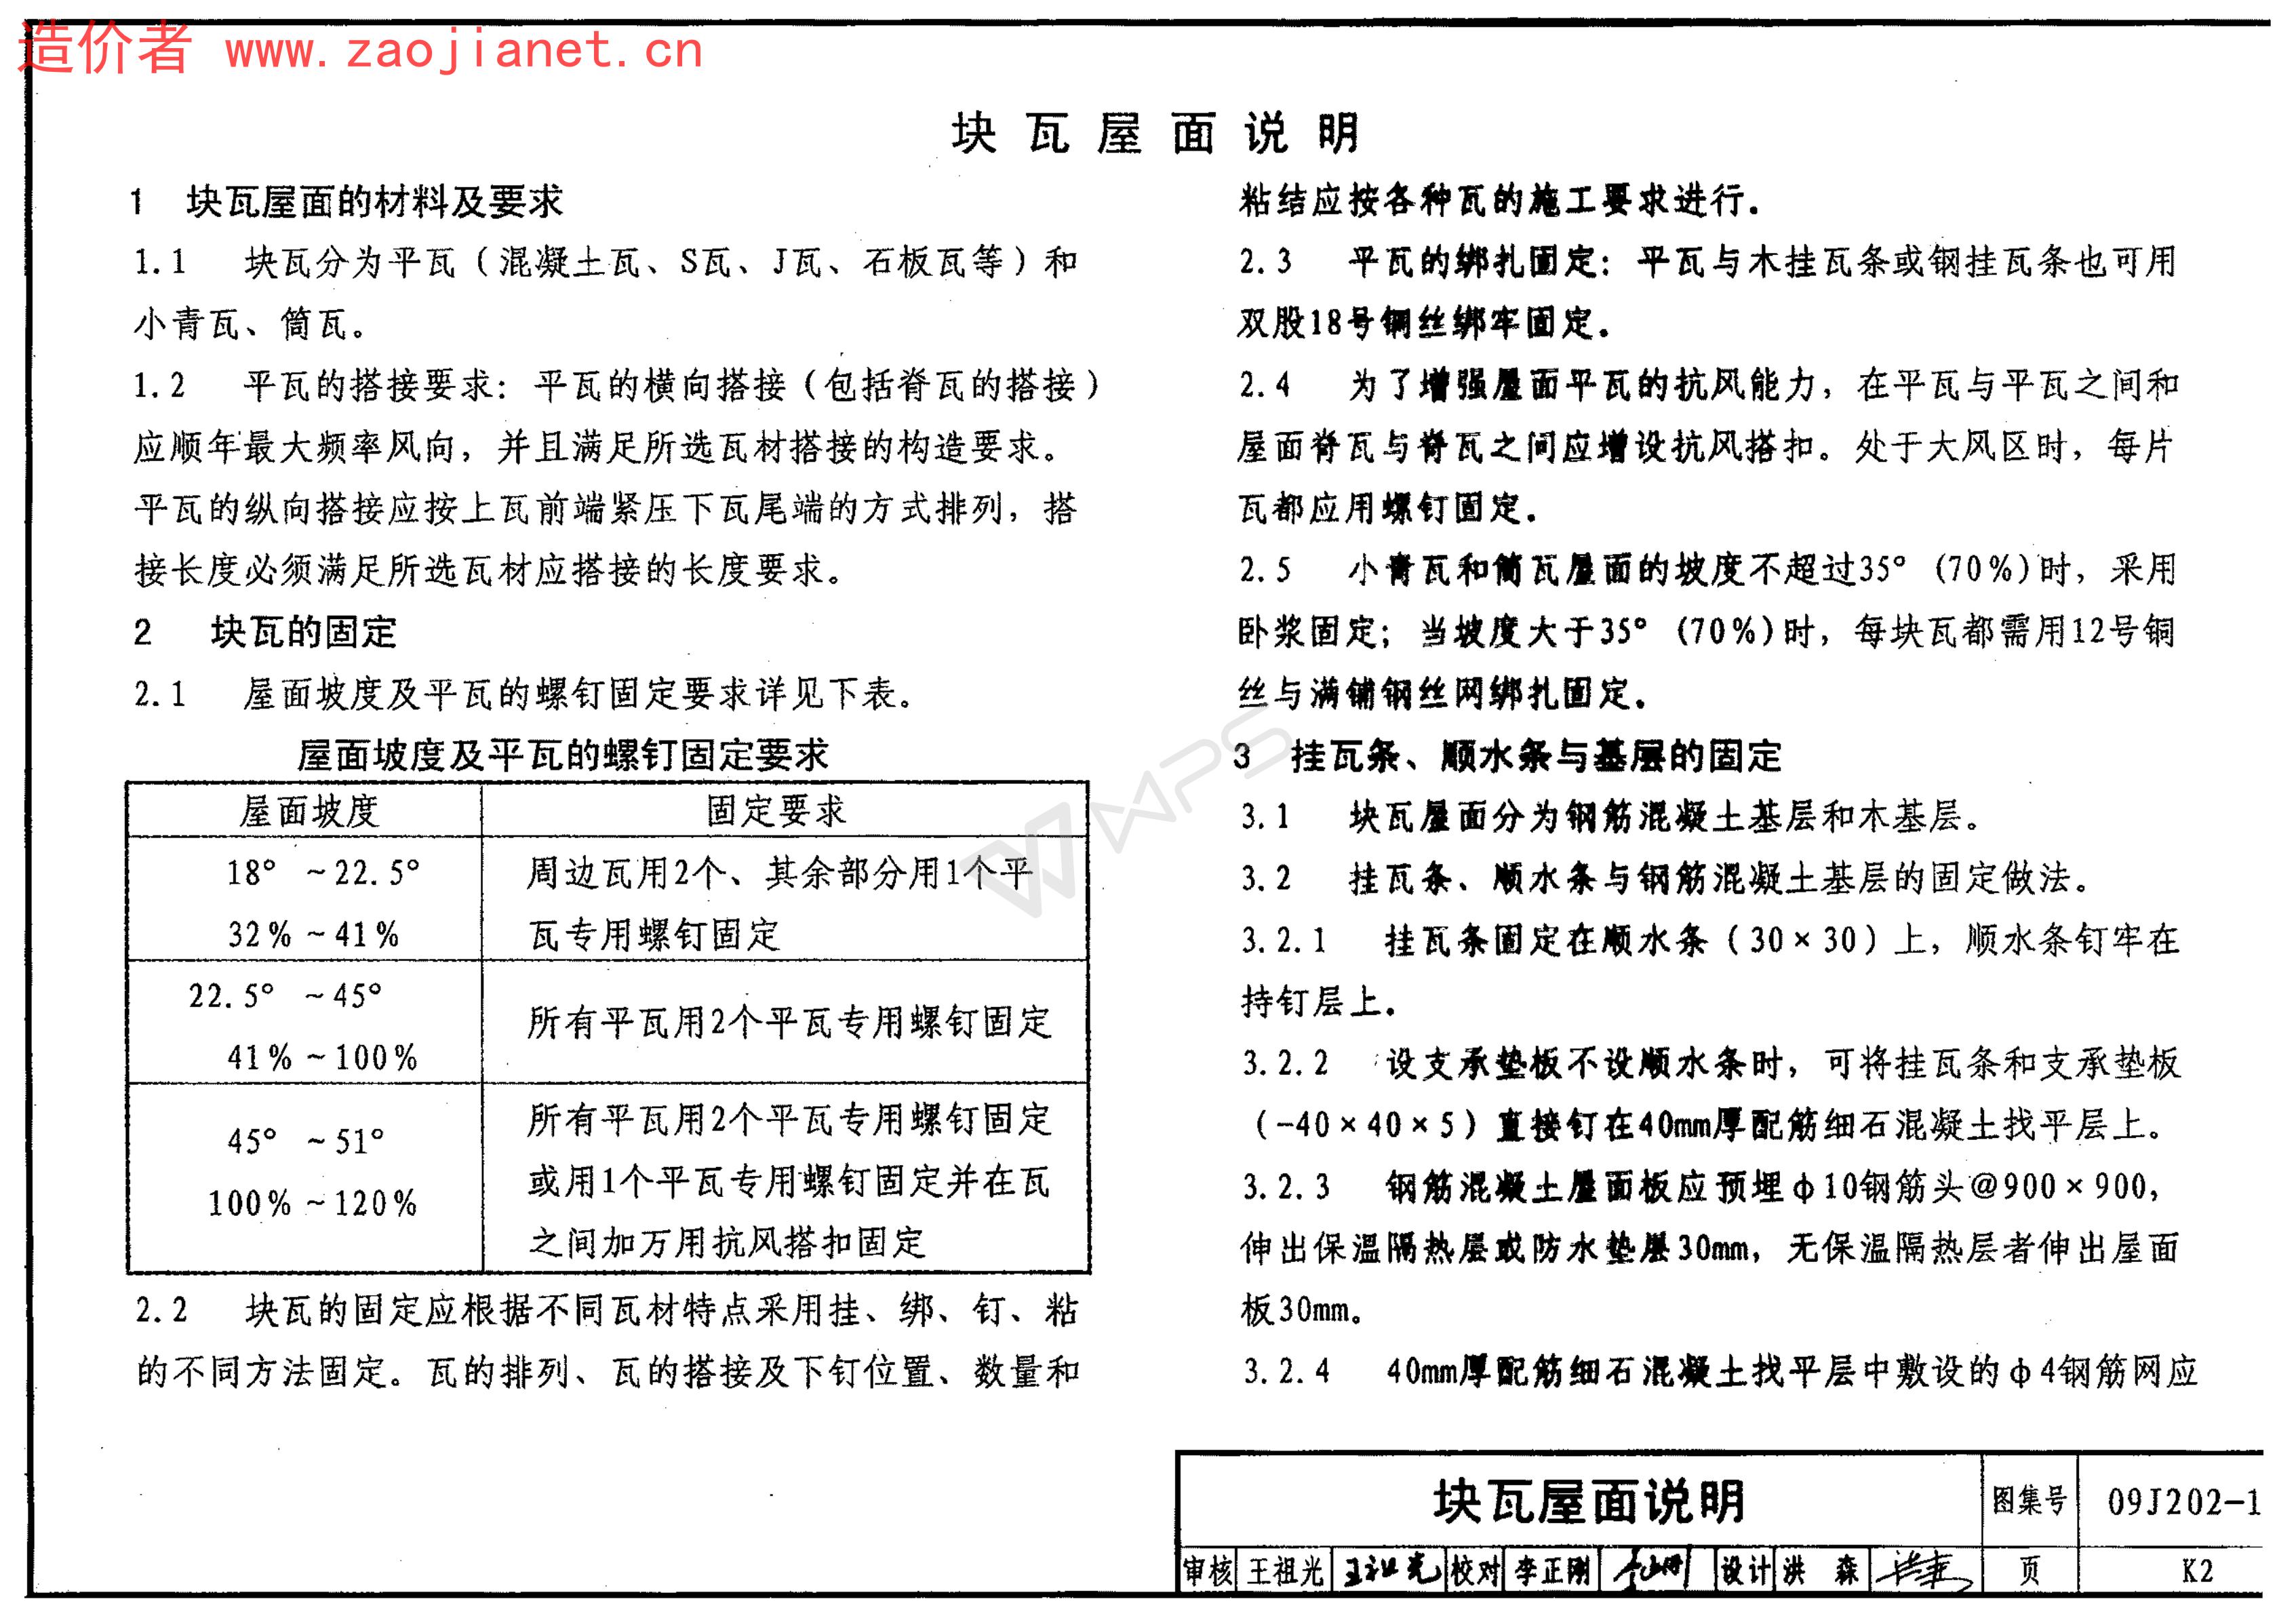 造价者 www.zaojianet.cn
块瓦屋面说明
1 块瓦屋面的材料及要求
1.1 块瓦分为平瓦（混凝土瓦、S瓦、J瓦、石板瓦等）和
小青瓦、筒瓦。
1.2 平瓦的搭接要求：平瓦的横向搭接（包括脊瓦的搭接）
应顺年最大频率风向，并且满足所选瓦材搭接的构造要求。
平瓦的纵向搭接应按上瓦前端紧压下瓦尾端的方式排列，搭
接长度必须满足所选瓦材应搭接的长度要求。
2 块瓦的固定
2.1 屋面坡度及平瓦的螺钉固定要求详见下表。
屋面坡度及平瓦的螺钉固定要求
屋面坡度 固定要求
18° ~22.5°
32%~41%
周边瓦用2个、其余部分用1个平
瓦专用螺钉固定
22.5° ~45°
41%~100%
所有平瓦用2个平瓦专用螺钉固定
45° ~51°
100%~120%
所有平瓦用2个平瓦专用螺钉固定
或用1个平瓦专用螺钉固定并在瓦
之间加万用抗风搭扣固定
2.2 块瓦的固定应根据不同瓦材特点采用挂、绑、钉、粘
的不同方法固定。瓦的排列、瓦的搭接及下钉位置、数量和
粘结应按各种瓦的施工要求进行.
2.3 平瓦的绑扎固定：平瓦与木挂瓦条或钢挂瓦条也可用
双股18号铜丝绑牢固定.
2.4 为了增强屋面平瓦的抗风能力，在平瓦与平瓦之间和
屋面脊瓦与脊瓦之间应增设抗风搭扣。处于大风区时，每片
瓦都应用螺钉固定.
2.5 小青瓦和筒瓦屋面的坡度不超过35°（70%)时，采用
卧浆固定；当坡度大于35°（70%)时，每块瓦都需用12号铜
丝与满铺钢丝网绑扎固定.
3 挂瓦条、顺水条与基层的固定
3.1 块瓦屋面分为钢筋混凝土基层和木基层。
3.2 挂瓦条、顺水条与钢筋混凝土基层的固定做法。
3.2.1 挂瓦条固定在顺水条（30×30）上，顺水条钉牢在
持钉层上.
3.2.2 设支承垫板不设顺水条时，可将挂瓦条和支承垫板
（-40×40×5）直接钉在40mm厚配筋细石混凝土找平层上。
3.2.3 钢筋混凝土屋面板应预埋ф10钢筋头@900×900，
伸出保温隔热层或防水垫层30mm，无保温隔热层者伸出屋面
板30mm。
3.2.4 40mm厚配筋细石混凝土找平层中敷设的ф4钢筋网应
WPS
块瓦屋面说明 图集号 09J202-1
审核 王祖光 王祖光 校对 李正刚 设计 洪 森 洪森 页 K2